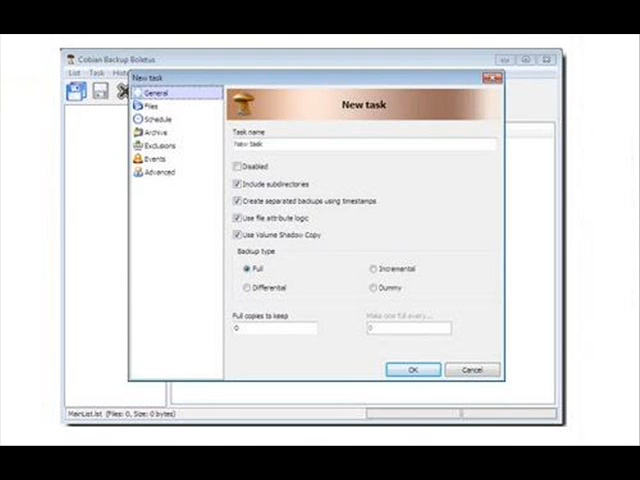 Cobian Backup Boletus
List Task Histo
New task
General
Files
Schedule
Archive
Exclusions
Events
Advanced
New task
Task name
New task
Disabled
Include subdirectories
Create separated backups using timestamps
Use file attribute logic
Use Volume Shadow Copy
Backup type
Full
Incremental
Differential
Dummy
Full copies to keep
Make one full every...
0
0
OK
Cancel
MainList.lst (Files: 0, Size: 0 bytes)